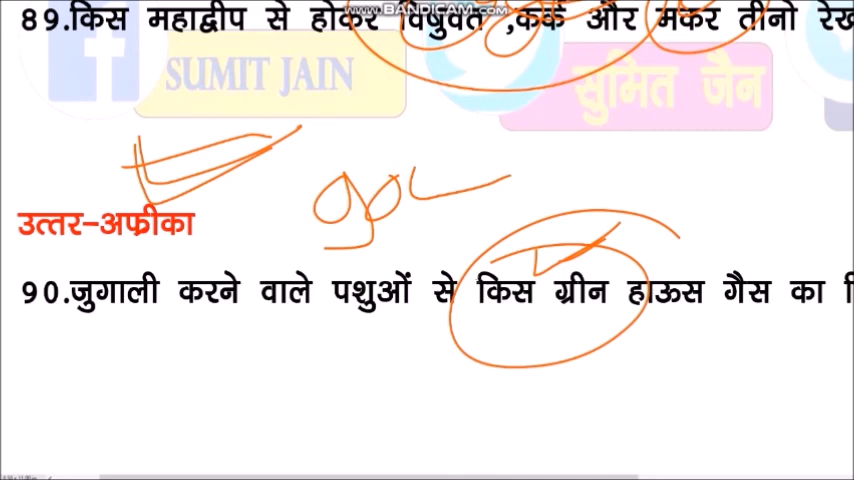 www.BANDICAM.com
89.किस महाद्वीप से होकर विषुवत ,कर्क और मकर तीनो
SUMIT JAIN
सुमित जैन
उत्तर-अफ्रीका
90.जुगाली करने वाले पशुओं से किस ग्रीन हाऊस गैस का